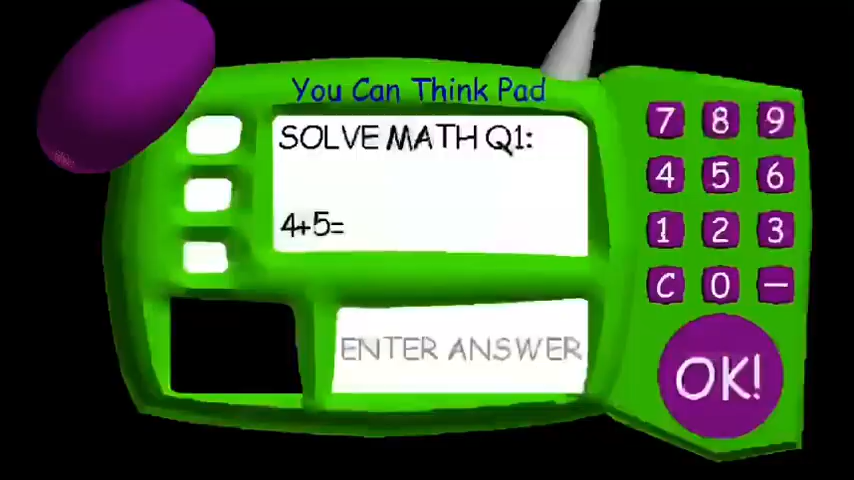 You Can Think Pad
SOLVE MATH Q1:
4+5=
ENTER ANSWER
7 8 9
4 5 6
1 2 3
C 0 —
OK!